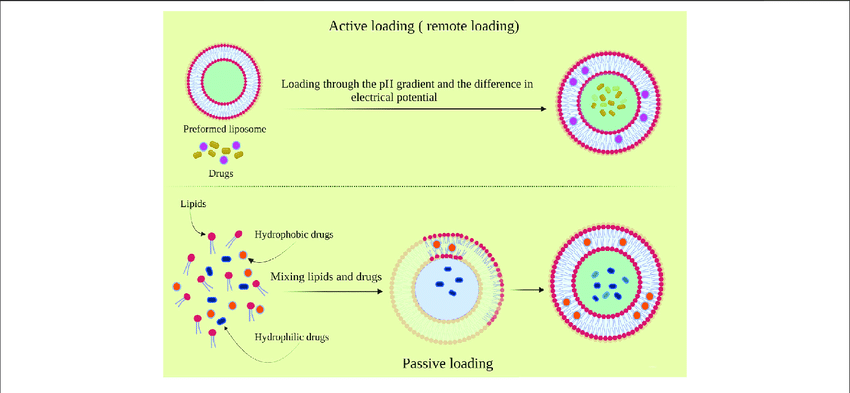 Active loading ( remote loading)
Loading through the pH gradient and the difference in
electrical potential
Preformed liposome
Drugs
Lipids
Hydrophobic drugs
Mixing lipids and drugs
Hydrophilic drugs
Passive loading